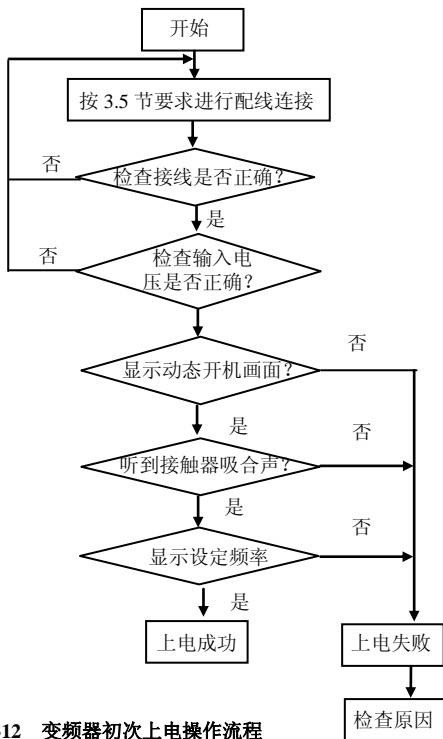 开始
按 3.5 节要求进行配线连接
否
检查接线是否正确？
是
否
检查输入电
压是否正确？
否
显示动态开机画面？
是
否
听到接触器吸合声？
是
否
显示设定频率
是
上电成功
上电失败
检查原因
12 变频器初次上电操作流程